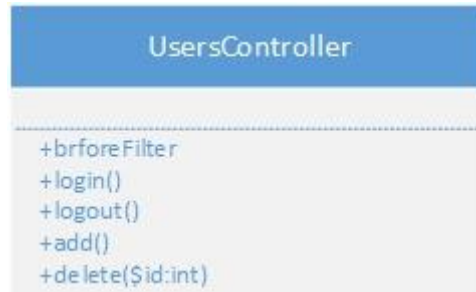 UsersController
+brforeFilter
+login()
+logout()
+add()
+delete($id:int)